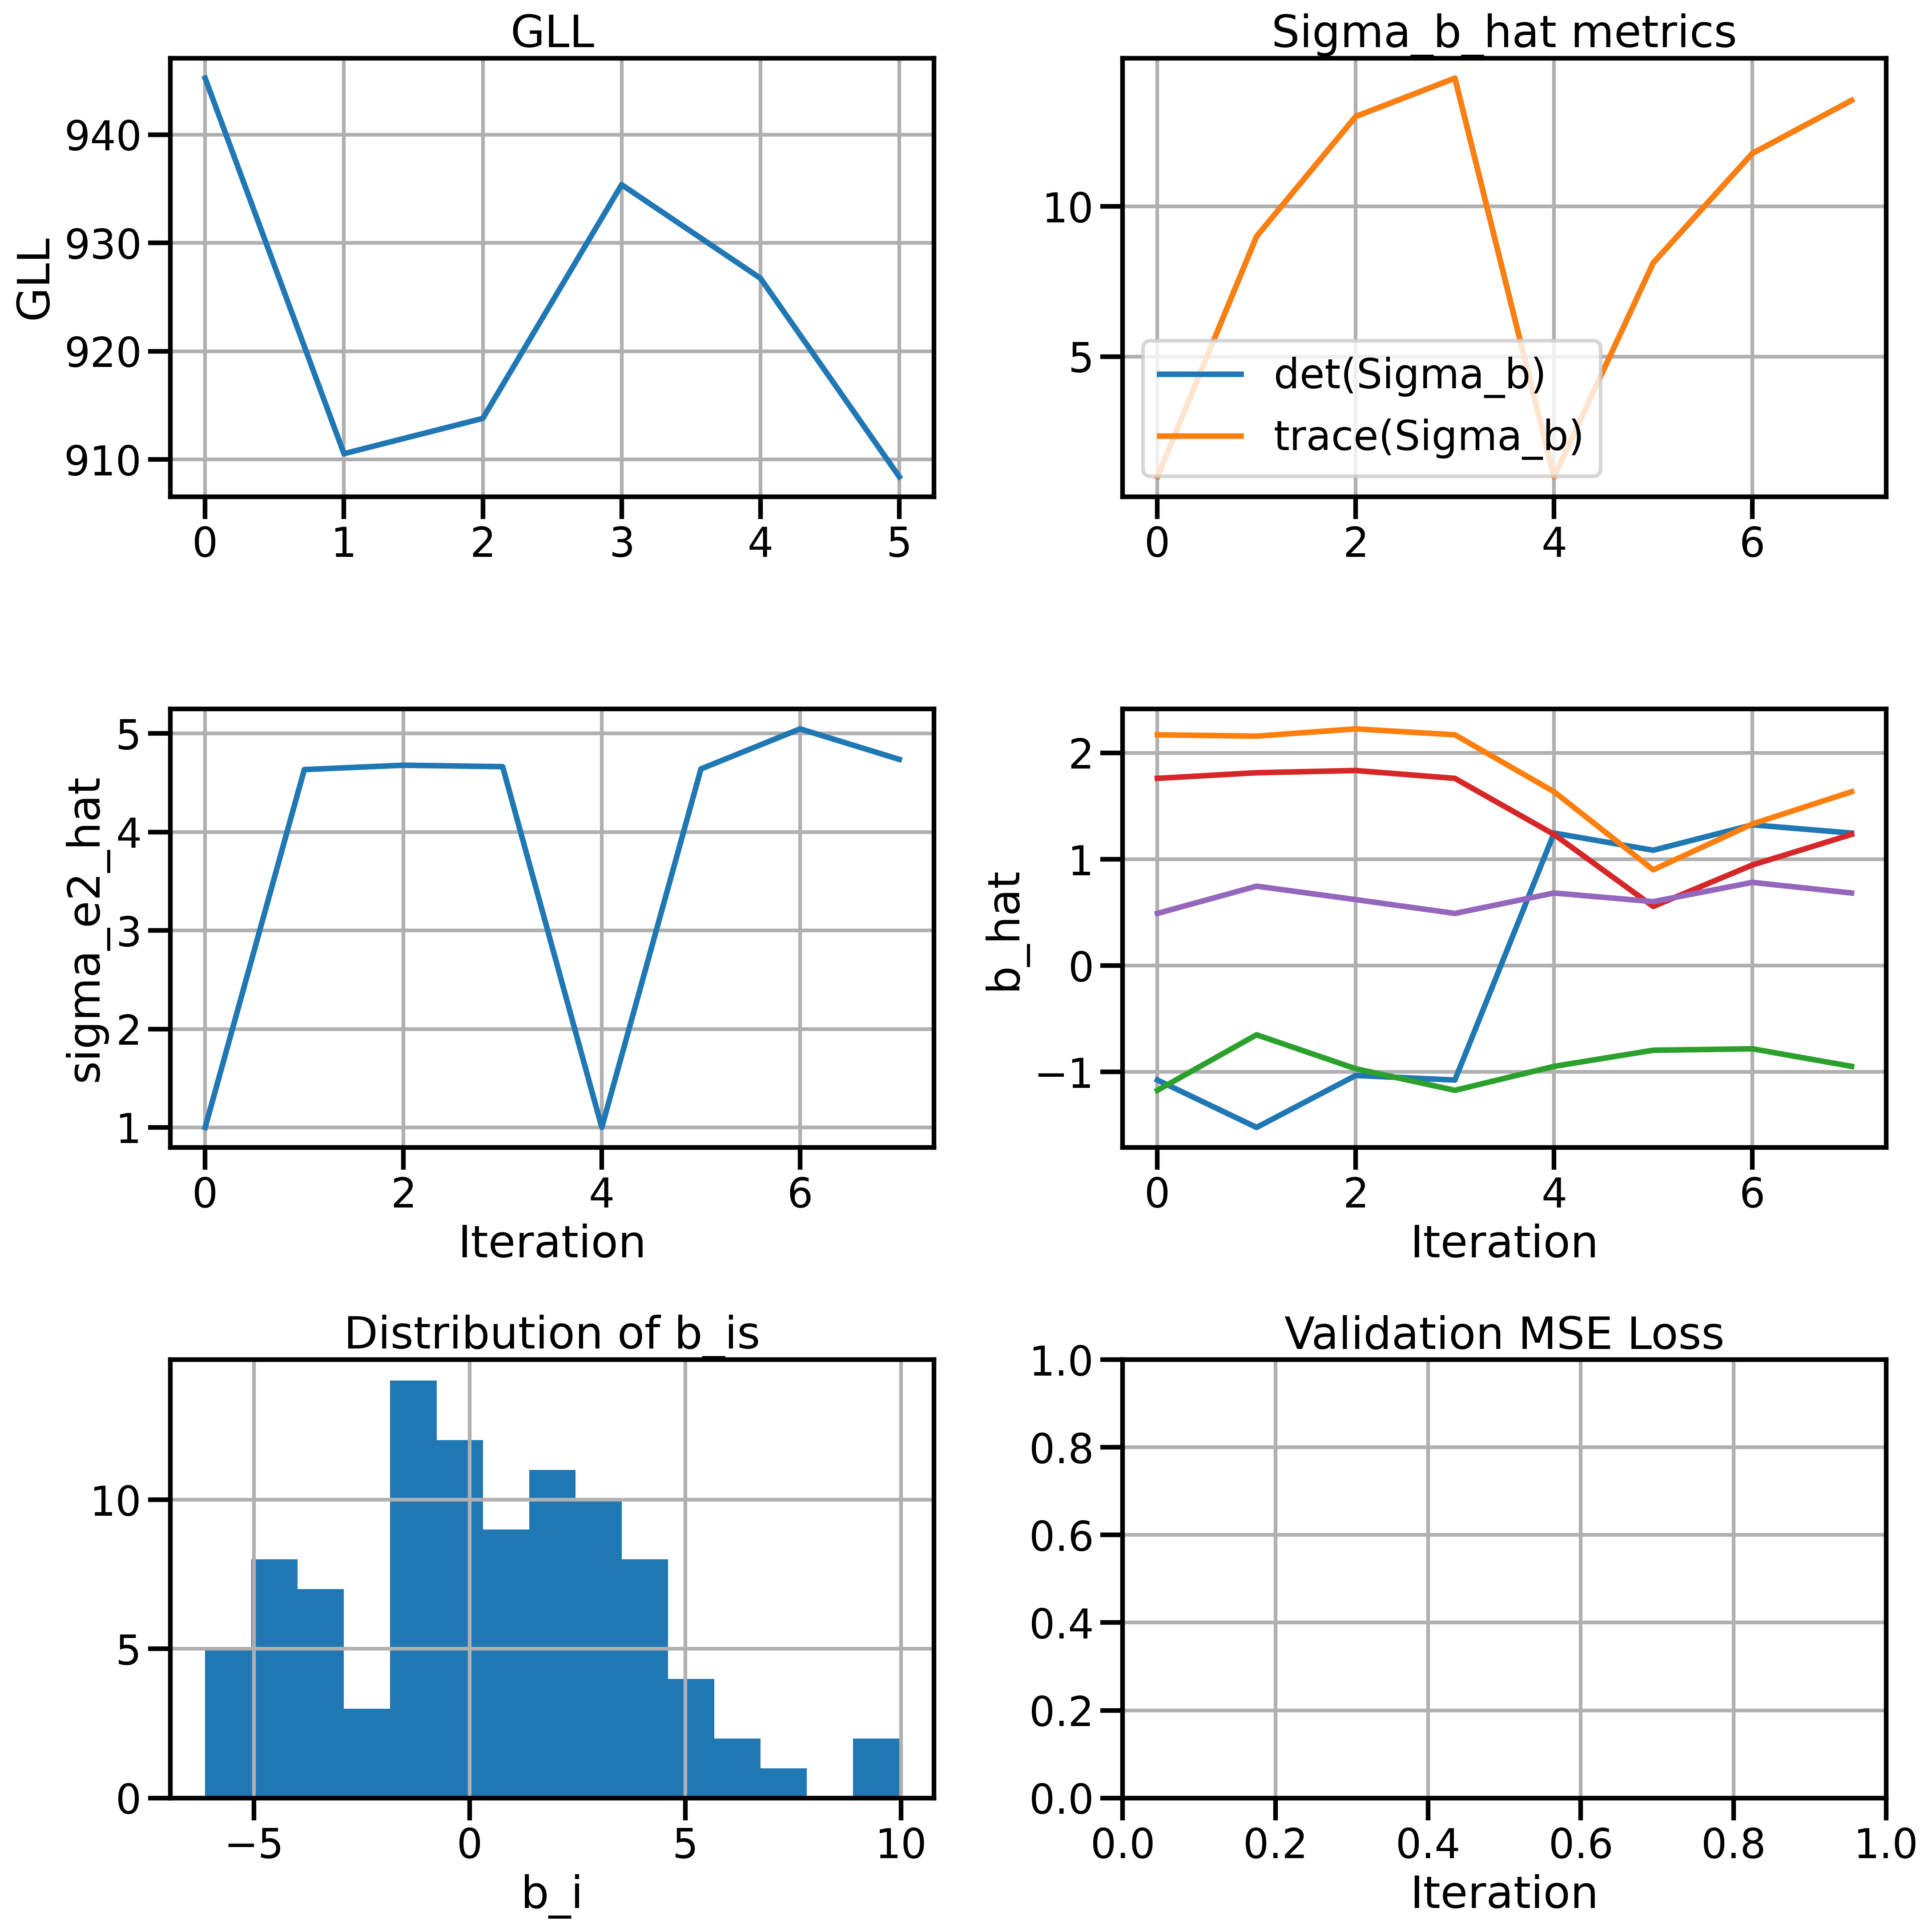 GLL
GLL
940
930
920
910
0 1 2 3 4 5
Sigma_b_hat metrics
10
5
det(Sigma_b)
trace(Sigma_b)
0 2 4 6
sigma_e2_hat
5
4
3
2
1
0 2 4 6
Iteration
b_hat
2
1
0
−1
0 2 4 6
Iteration
Distribution of b_is
10
5
0
−5 0 5 10
b_i
Validation MSE Loss
1.0
0.8
0.6
0.4
0.2
0.0
0.0 0.2 0.4 0.6 0.8 1.0
Iteration